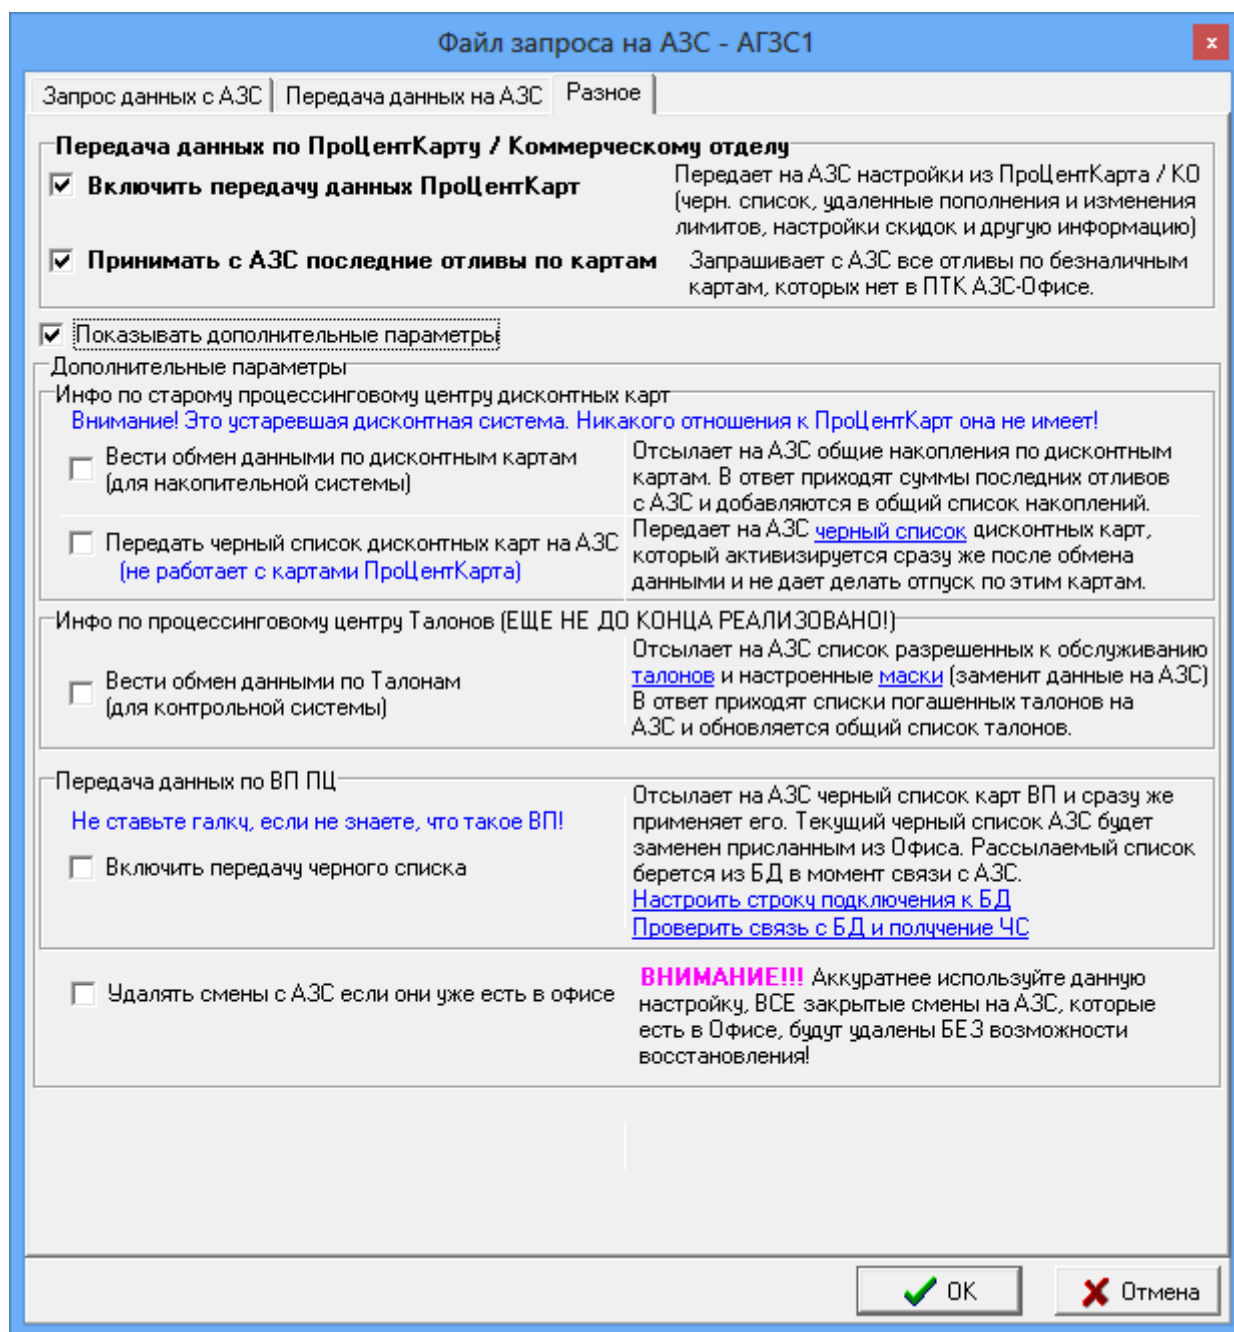 Файл запроса на АЗС - АГЗС1
x
Запрос данных с АЗС
Передача данных на АЗС
Разное
Передача данных по ПроЦентКарту / Коммерческому отделу
Включить передачу данных ПроЦентКарт
Передает на АЗС настройки из ПроЦентКарта / КО
(черн. список, удаленные пополнения и изменения
лимитов, настройки скидок и другую информацию)
Принимать с АЗС последние отливы по картам
Запрашивает с АЗС все отливы по безналичным
картам, которых нет в ПТК АЗС-Офисе.
Показывать дополнительные параметры
Дополнительные параметры
Инфо по старому процессинговому центру дисконтных карт
Внимание! Это устаревшая дисконтная система. Никакого отношения к ПроЦентКарт она не имеет!
Вести обмен данными по дисконтным картам
(для накопительной системы)
Отсылает на АЗС общие накопления по дисконтным
картам. В ответ приходят суммы последних отливов
с АЗС и добавляются в общий список накоплений.
Передать черный список дисконтных карт на АЗС
(не работает с картами ПроЦентКарта)
Передает на АЗС черный список дисконтных карт,
который активизируется сразу же после обмена
данными и не дает делать отпуск по этим картам.
Инфо по процессинговому центру Талонов (ЕЩЕ НЕ ДО КОНЦА РЕАЛИЗОВАНО!)
Вести обмен данными по Талонам
(для контрольной системы)
Отсылает на АЗС список разрешенных к обслуживанию
талонов и настроенные маски (заменит данные на АЗС)
В ответ приходят списки погашенных талонов на
АЗС и обновляется общий список талонов.
Передача данных по ВП ПЦ
Не ставьте галку, если не знаете, что такое ВП!
Включить передачу черного списка
Отсылает на АЗС черный список карт ВП и сразу же
применяет его. Текущий черный список АЗС будет
заменен присланным из Офиса. Рассылаемый список
берется из БД в момент связи с АЗС.
Настроить строку подключения к БД
Проверить связь с БД и получение ЧС
Удалять смены с АЗС если они уже есть в офисе
ВНИМАНИЕ!!! Аккуратнее используйте данную
настройку, ВСЕ закрытые смены на АЗС, которые
есть в Офисе, будут удалены БЕЗ возможности
восстановления!
OK
Отмена